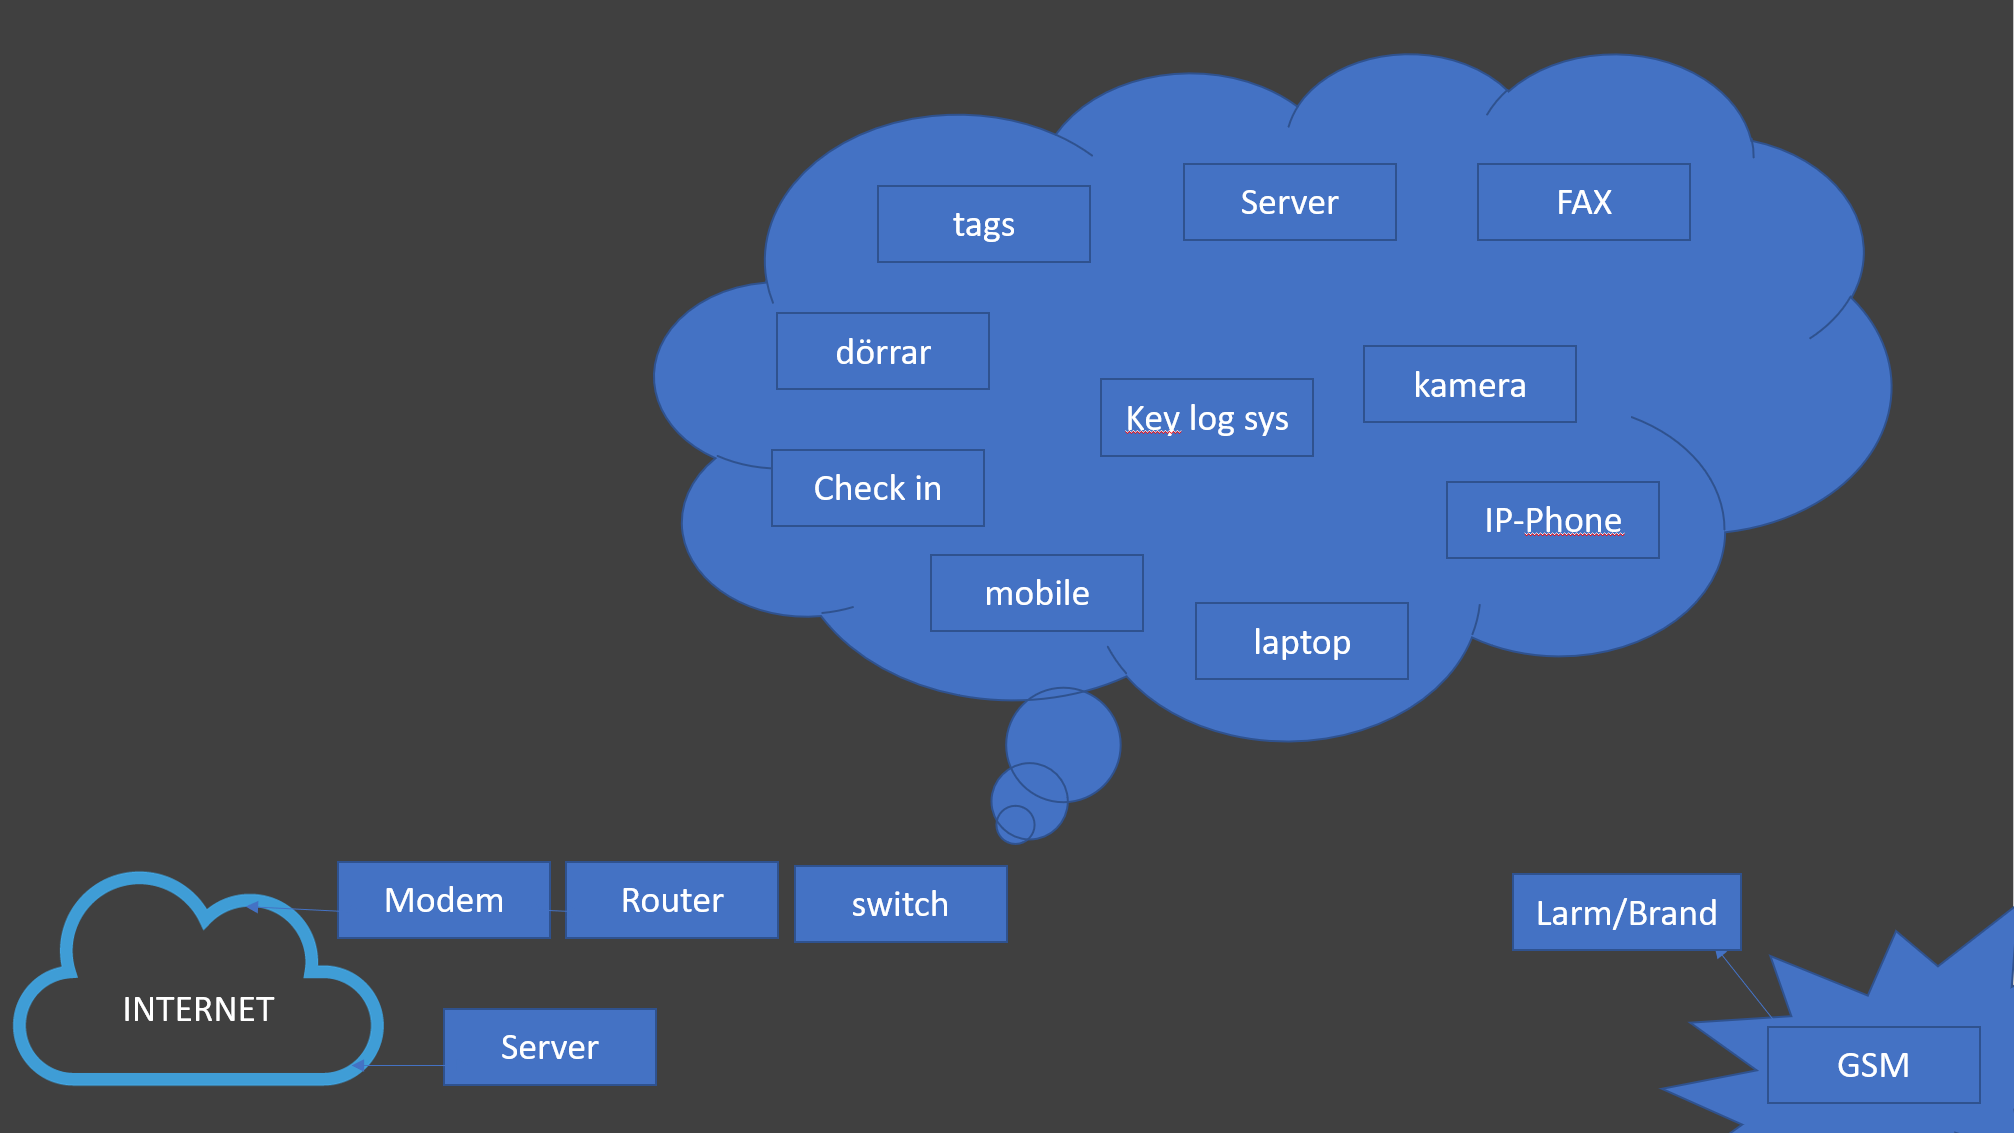 tags
Server
FAX
dörrar
kamera
Key log sys
Check in
IP-Phone
mobile
laptop
Modem
Router
switch
Larm/Brand
INTERNET
Server
GSM